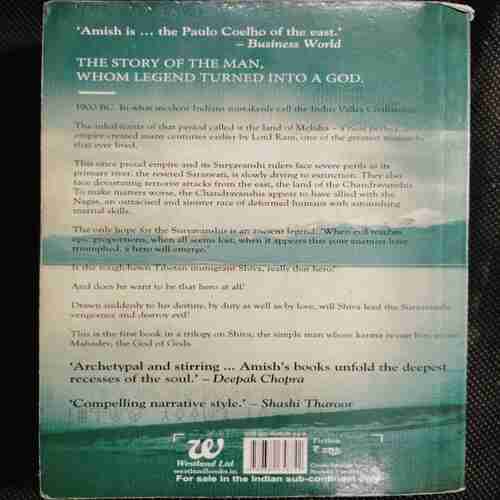 'Amish is ... the Paulo Coelho of the east.'
– Business World
THE STORY OF THE MAN,
WHOM LEGEND TURNED INTO A GOD.
1900 BC. In what modern Indians mistakenly call the Indus Valley Civilisation.
The inhabitants of that period called it the land of Meluha – a near perfect
empire created many centuries earlier by Lord Ram, one of the greatest monarchs
that ever lived.
This once proud empire and its Suryavanshi rulers face severe perils as its
primary river, the revered Saraswati, is slowly drying to extinction. They also
face devastating terrorist attacks from the east, the land of the Chandravanshis.
To make matters worse, the Chandravanshis appear to have allied with the
Nagas, an ostracised and sinister race of deformed humans with astonishing
martial skills.
The only hope for the Suryavanshis is an ancient legend: 'When evil reaches
epic proportions, when all seems lost, when it appears that your enemies have
triumphed, a hero will emerge.'
Is the rough-hewn Tibetan immigrant Shiva, really that hero?
And does he want to be that hero at all?
Drawn suddenly to his destiny, by duty as well as by love, will Shiva lead the Suryavanshi
vengeance and destroy evil?
This is the first book in a trilogy on Shiva, the simple man whose karma re-cast him as our
Mahadev, the God of Gods.
'Archetypal and stirring ... Amish's books unfold the deepest
recesses of the soul.' – Deepak Chopra
'Compelling narrative style.' – Shashi Tharoor
w
Westland Ltd
westlandbooks.in
Fiction
For sale in the Indian sub-continent only